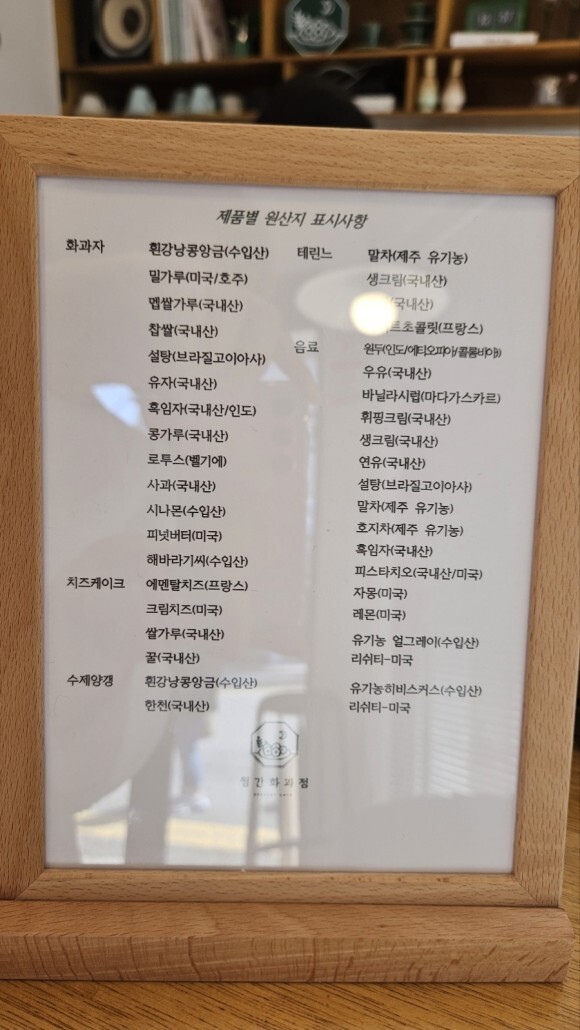 제품별 원산지 표시사항
화과자 흰강낭콩앙금(수입산)
밀가루(미국/호주)
멥쌀가루(국내산)
찹쌀(국내산)
설탕(브라질고이아사)
유자(국내산)
흑임자(국내산/인도)
콩가루(국내산)
로투스(벨기에)
사과(국내산)
시나몬(수입산)
피넛버터(미국)
해바라기씨(수입산)
치즈케이크 에멘탈치즈(프랑스)
크림치즈(미국)
쌀가루(국내산)
꿀(국내산)
수제양갱 흰강낭콩앙금(수입산)
한천(국내산)
테린느 말차(제주 유기농)
생크림(국내산)
(국내산)
초콜릿(프랑스)
음료 원두(인도/에티오피아/콜롬비아)
우유(국내산)
바닐라시럽(마다가스카르)
휘핑크림(국내산)
생크림(국내산)
연유(국내산)
설탕(브라질고이아사)
말차(제주 유기농)
호지차(제주 유기농)
흑임자(국내산)
피스타치오(국내산/미국)
자몽(미국)
레몬(미국)
유기농 얼그레이(수입산)
리쉬티-미국
유기농히비스커스(수입산)
리쉬티-미국
월간화과점